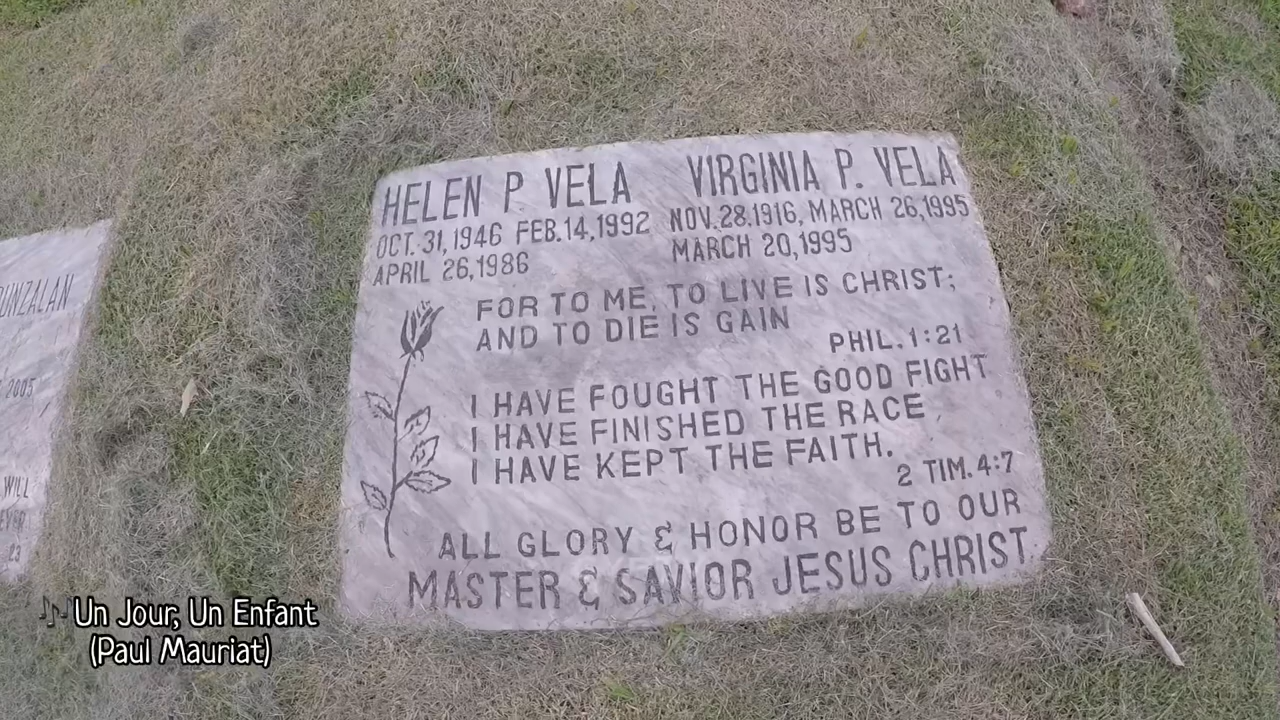 HELEN P VELA
OCT. 31, 1946 FEB. 14, 1992
APRIL 26, 1986
VIRGINIA P. VELA
NOV. 28. 1916, MARCH 26, 1995
MARCH 20, 1995
FOR TO ME, TO LIVE IS CHRIST;
AND TO DIE IS GAIN
PHIL. 1:21
I HAVE FOUGHT THE GOOD FIGHT
I HAVE FINISHED THE RACE
I HAVE KEPT THE FAITH.
2 TIM. 4:7
ALL GLORY & HONOR BE TO OUR
MASTER & SAVIOR JESUS CHRIST
2005
WILL
23
Un Jour, Un Enfant
(Paul Mauriat)